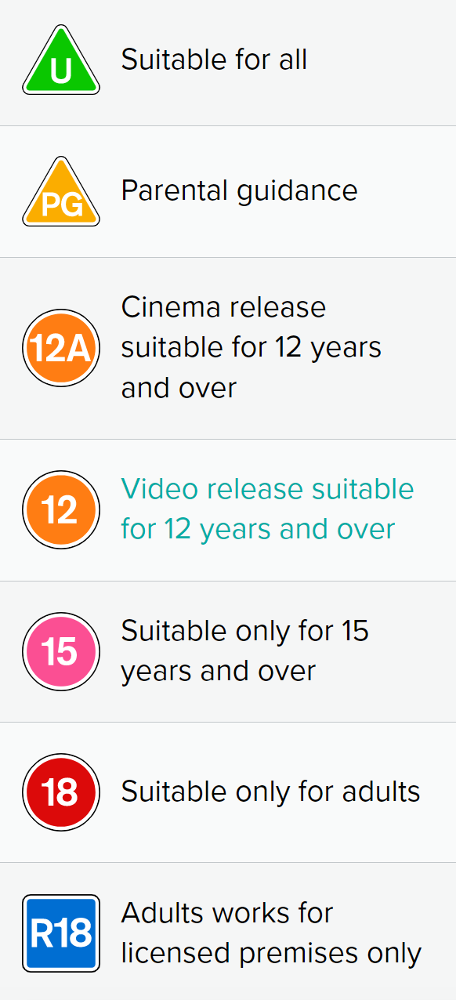 U
Suitable for all
PG
Parental guidance
12A
Cinema release
suitable for 12 years
and over
12
Video release suitable
for 12 years and over
15
Suitable only for 15
years and over
18
Suitable only for adults
R18
Adults works for
licensed premises only